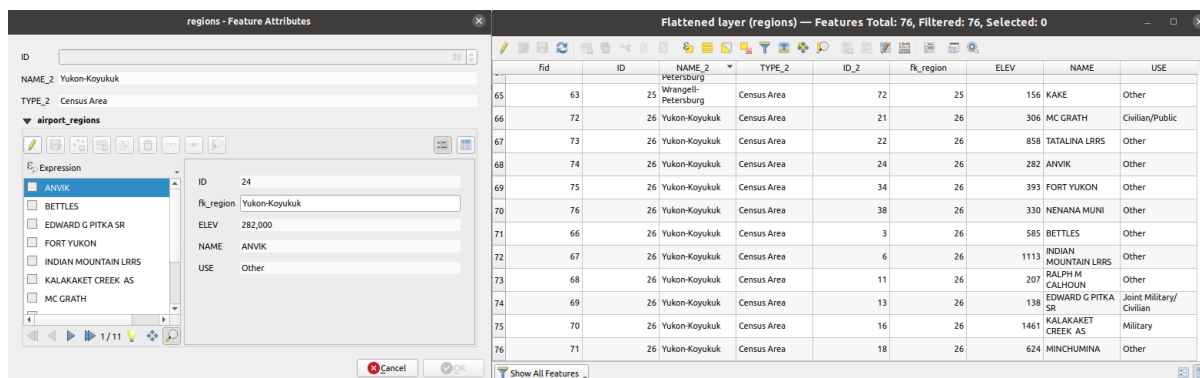 regions - Feature Attributes
ID 26
NAME_2 Yukon-Koyukuk
TYPE_2 Census Area
airport_regions
Expression
ANVIK
BETTLES
EDWARD G PITKA SR
FORT YUKON
INDIAN MOUNTAIN LRRS
KALAKAKET CREEK AS
MC GRATH
ID 24
fk_region Yukon-Koyukuk
ELEV 282,000
NAME ANVIK
USE Other
1/11
Cancel OK
Flattened layer (regions) — Features Total: 76, Filtered: 76, Selected: 0
fid ID NAME_2 TYPE_2 ID_2 fk_region ELEV NAME USE
Petersburg
65 63 25 Wrangell-Petersburg Census Area 72 25 156 KAKE Other
66 72 26 Yukon-Koyukuk Census Area 21 26 306 MC GRATH Civilian/Public
67 73 26 Yukon-Koyukuk Census Area 22 26 858 TATALINA LRRS Other
68 74 26 Yukon-Koyukuk Census Area 24 26 282 ANVIK Other
69 75 26 Yukon-Koyukuk Census Area 34 26 393 FORT YUKON Other
70 76 26 Yukon-Koyukuk Census Area 38 26 330 NENANA MUNI Other
71 66 26 Yukon-Koyukuk Census Area 3 26 585 BETTLES Other
72 67 26 Yukon-Koyukuk Census Area 6 26 1113 INDIAN MOUNTAIN LRRS Other
73 68 26 Yukon-Koyukuk Census Area 11 26 207 RALPH M CALHOUN Other
74 69 26 Yukon-Koyukuk Census Area 13 26 138 EDWARD G PITKA SR Joint Military/Civilian
75 70 26 Yukon-Koyukuk Census Area 16 26 1461 KALAKAKET CREEK AS Military
76 71 26 Yukon-Koyukuk Census Area 18 26 624 MINCHUMINA Other
Show All Features